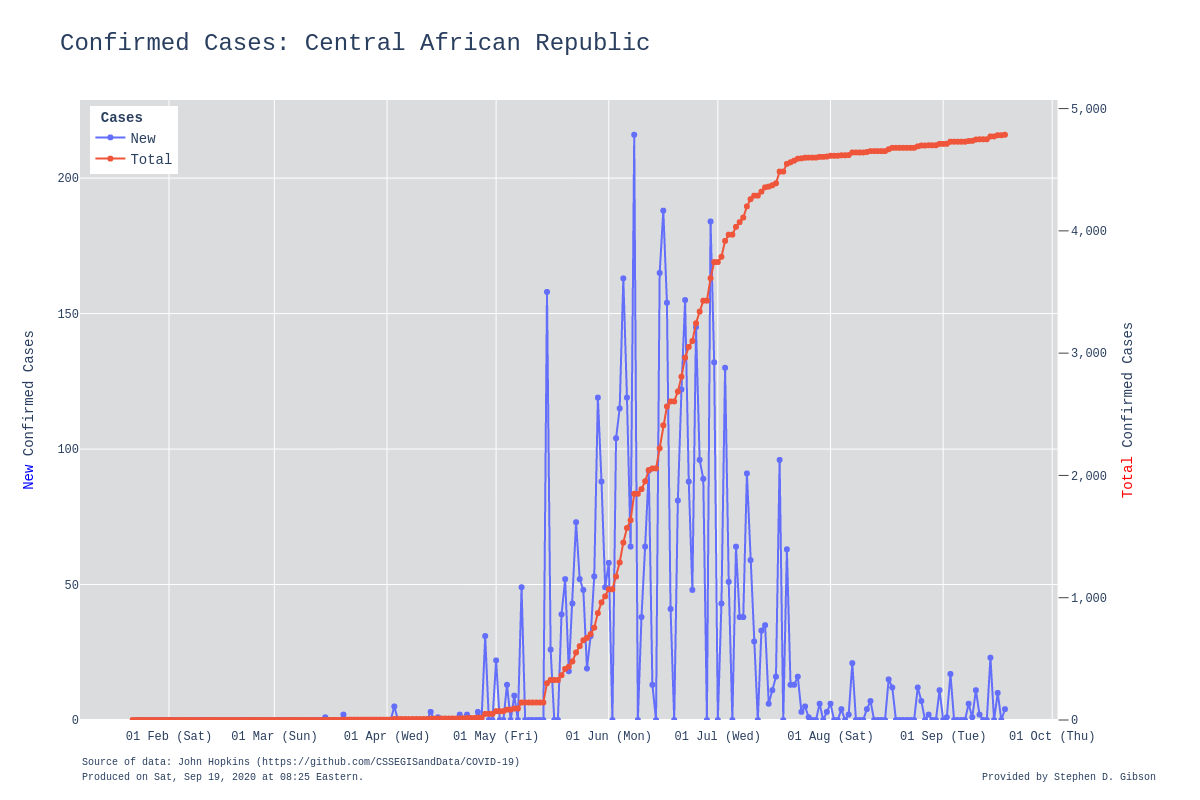 Confirmed Cases: Central African Republic
Cases
New
Total
200
150
100
50
0
5,000
4,000
3,000
2,000
1,000
0
New Confirmed Cases
Total Confirmed Cases
01 Feb (Sat) 01 Mar (Sun) 01 Apr (Wed) 01 May (Fri) 01 Jun (Mon) 01 Jul (Wed) 01 Aug (Sat) 01 Sep (Tue) 01 Oct (Thu)
Source of data: John Hopkins (https://github.com/CSSEGISandData/COVID-19)
Produced on Sat, Sep 19, 2020 at 08:25 Eastern.
Provided by Stephen D. Gibson